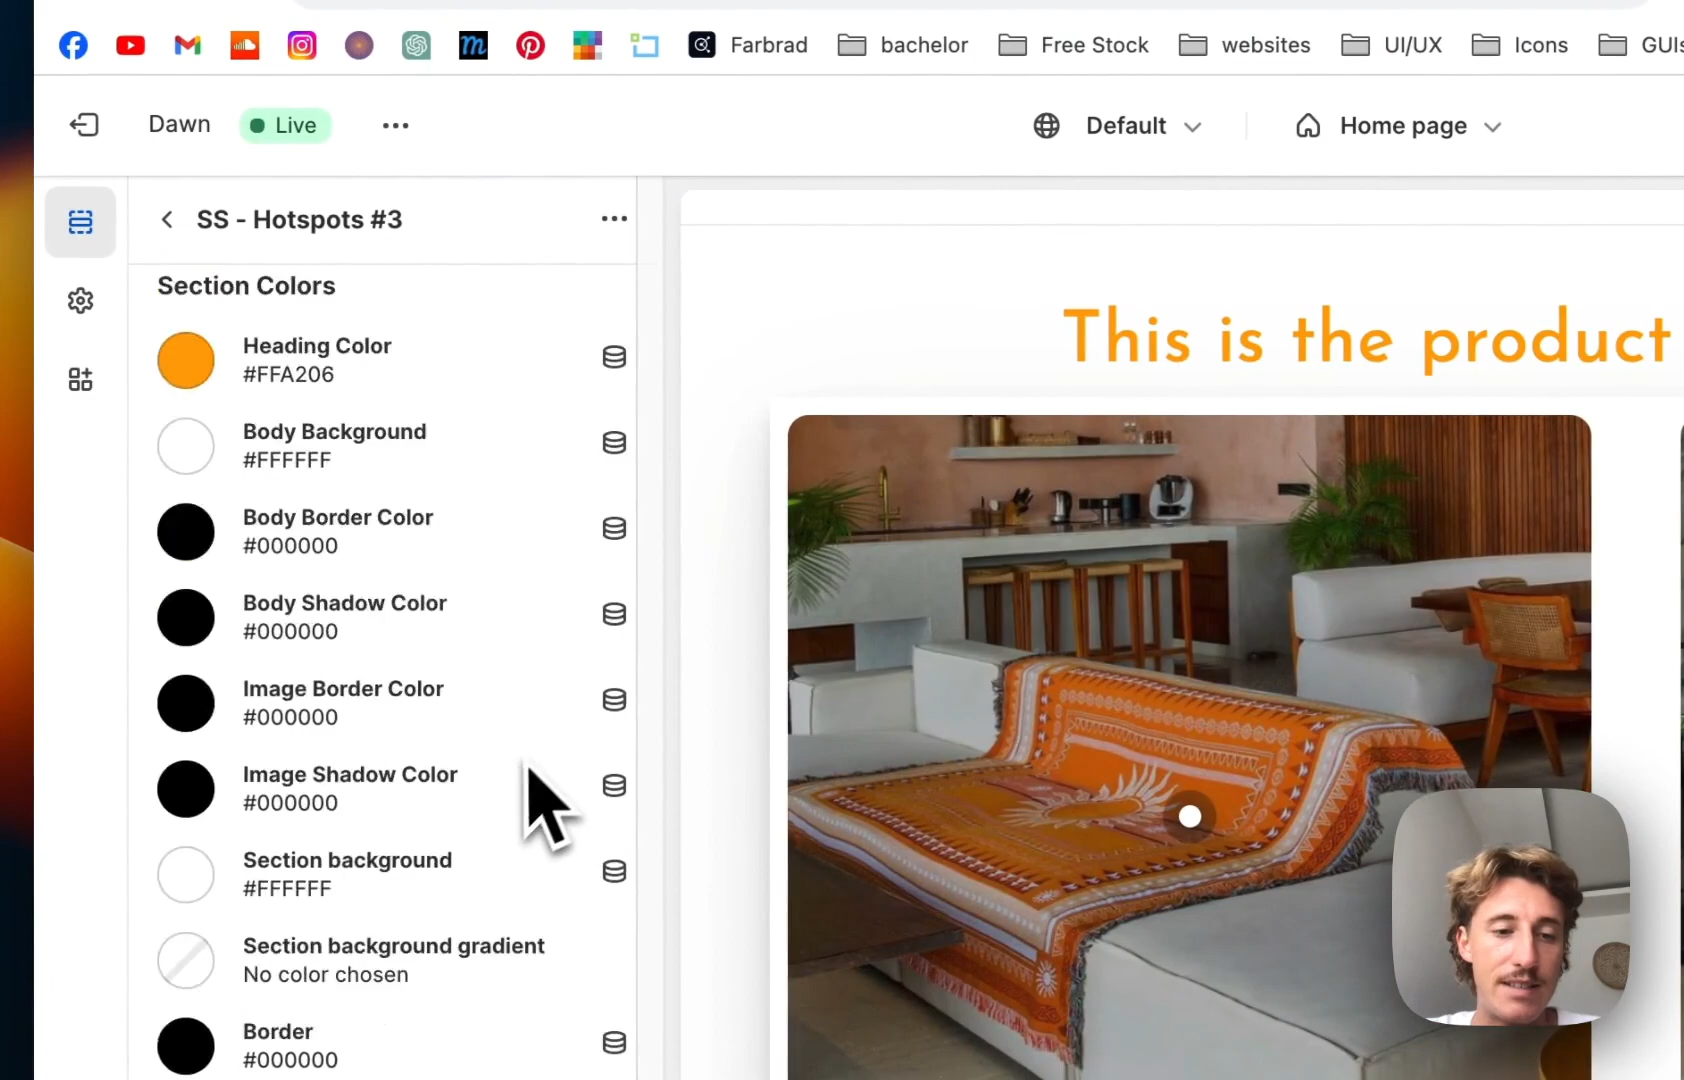 Farbrad
bachelor
Free Stock
websites
UI/UX
Icons
Dawn
Live
Default
Home page
SS - Hotspots #3
Section Colors
Heading Color
#FFA206
Body Background
#FFFFFF
Body Border Color
#000000
Body Shadow Color
#000000
Image Border Color
#000000
Image Shadow Color
#000000
Section background
#FFFFFF
Section background gradient
No color chosen
Border
#000000
This is the product